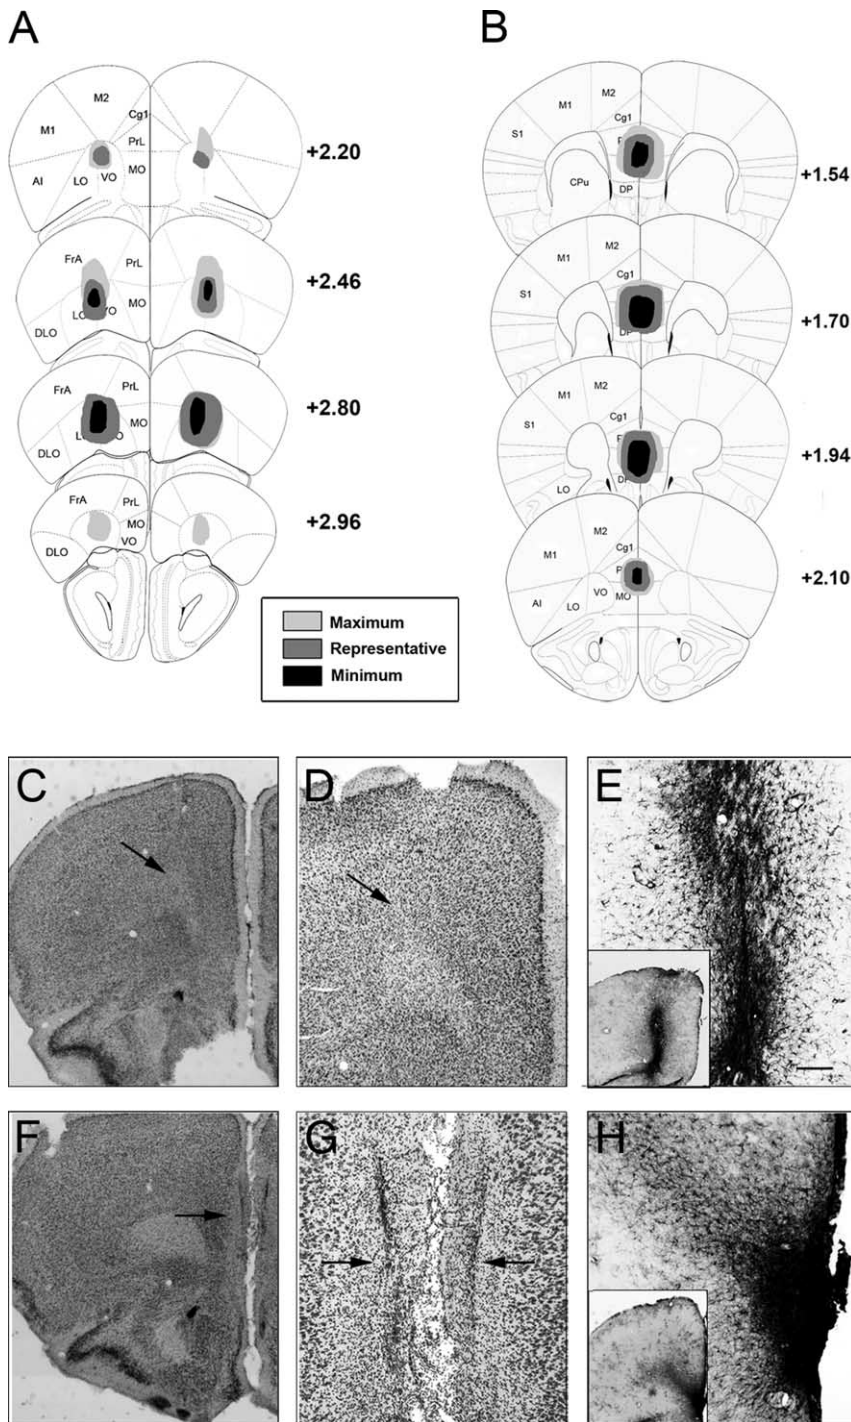 A
M2
M1
Cg1
PrL
AI
LO
VO
MO
+2.20
FrA
PrL
MO
DLO
+2.46
FrA
PrL
MO
DLO
+2.80
FrA
PrL
MO
VO
DLO
+2.96
Maximum
Representative
Minimum
B
M2
M1
Cg1
S1
CPu
DP
+1.54
M2
M1
Cg1
S1
+1.70
M2
M1
Cg1
S1
LO
+1.94
M2
M1
Cg1
VO
MO
AI
LO
+2.10
C
D
E
F
G
H